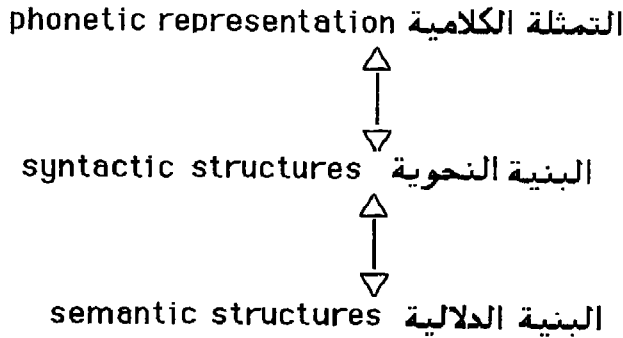 phonetic representation التمثلة الكلامية
syntactic structures البنية النحوية
semantic structures البنية الدلالية